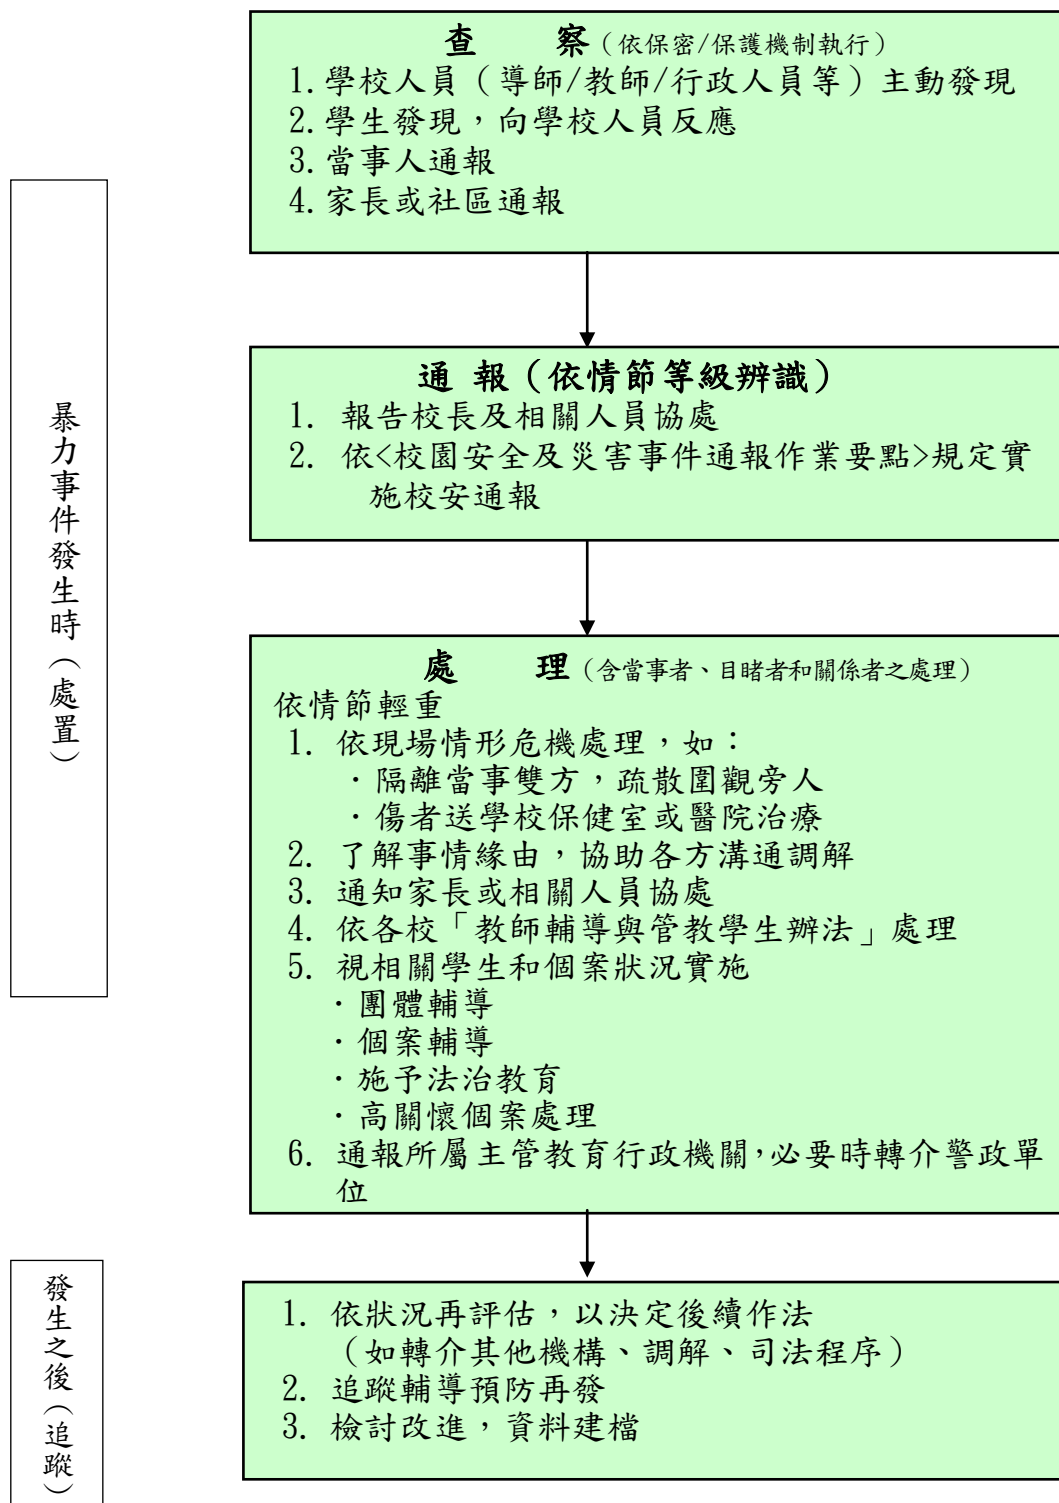 查　　察（依保密/保護機制執行）
1.學校人員（導師/教師/行政人員等）主動發現
2.學生發現，向學校人員反應
3.當事人通報
4.家長或社區通報
暴力事件發生時（處置）
通 報（依情節等級辨識）
1. 報告校長及相關人員協處
2. 依<校園安全及災害事件通報作業要點>規定實
施校安通報
處　　理（含當事者、目睹者和關係者之處理）
依情節輕重
1. 依現場情形危機處理，如：
・隔離當事雙方，疏散圍觀旁人
・傷者送學校保健室或醫院治療
2. 了解事情緣由，協助各方溝通調解
3. 通知家長或相關人員協處
4. 依各校「教師輔導與管教學生辦法」處理
5. 視相關學生和個案狀況實施
・團體輔導
・個案輔導
・施予法治教育
・高關懷個案處理
6. 通報所屬主管教育行政機關，必要時轉介警政單
位
發生之後（追蹤）
1. 依狀況再評估，以決定後續作法
（如轉介其他機構、調解、司法程序）
2. 追蹤輔導預防再發
3. 檢討改進，資料建檔